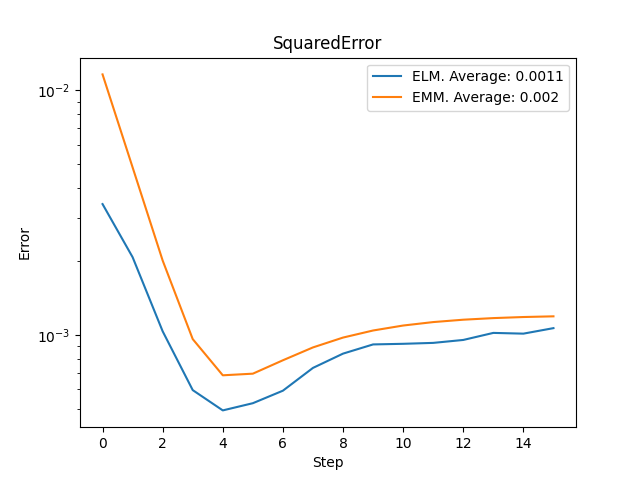 SquaredError
ELM. Average: 0.0011
EMM. Average: 0.002
Error
10⁻²
10⁻³
0 2 4 6 8 10 12 14
Step